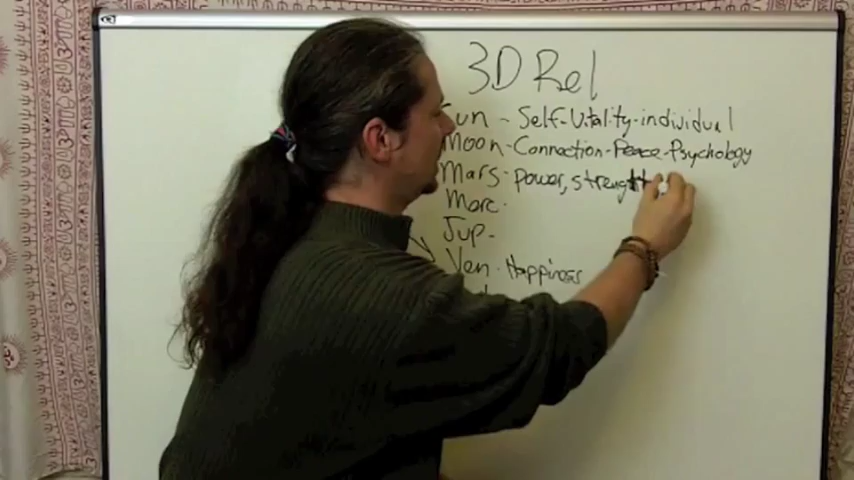 3D Rel
Sun - Self-Vitality-individual
Moon-Connection-Peace-Psychology
Mars-power, strength
Merc-
Jup-
Ven-Happiness